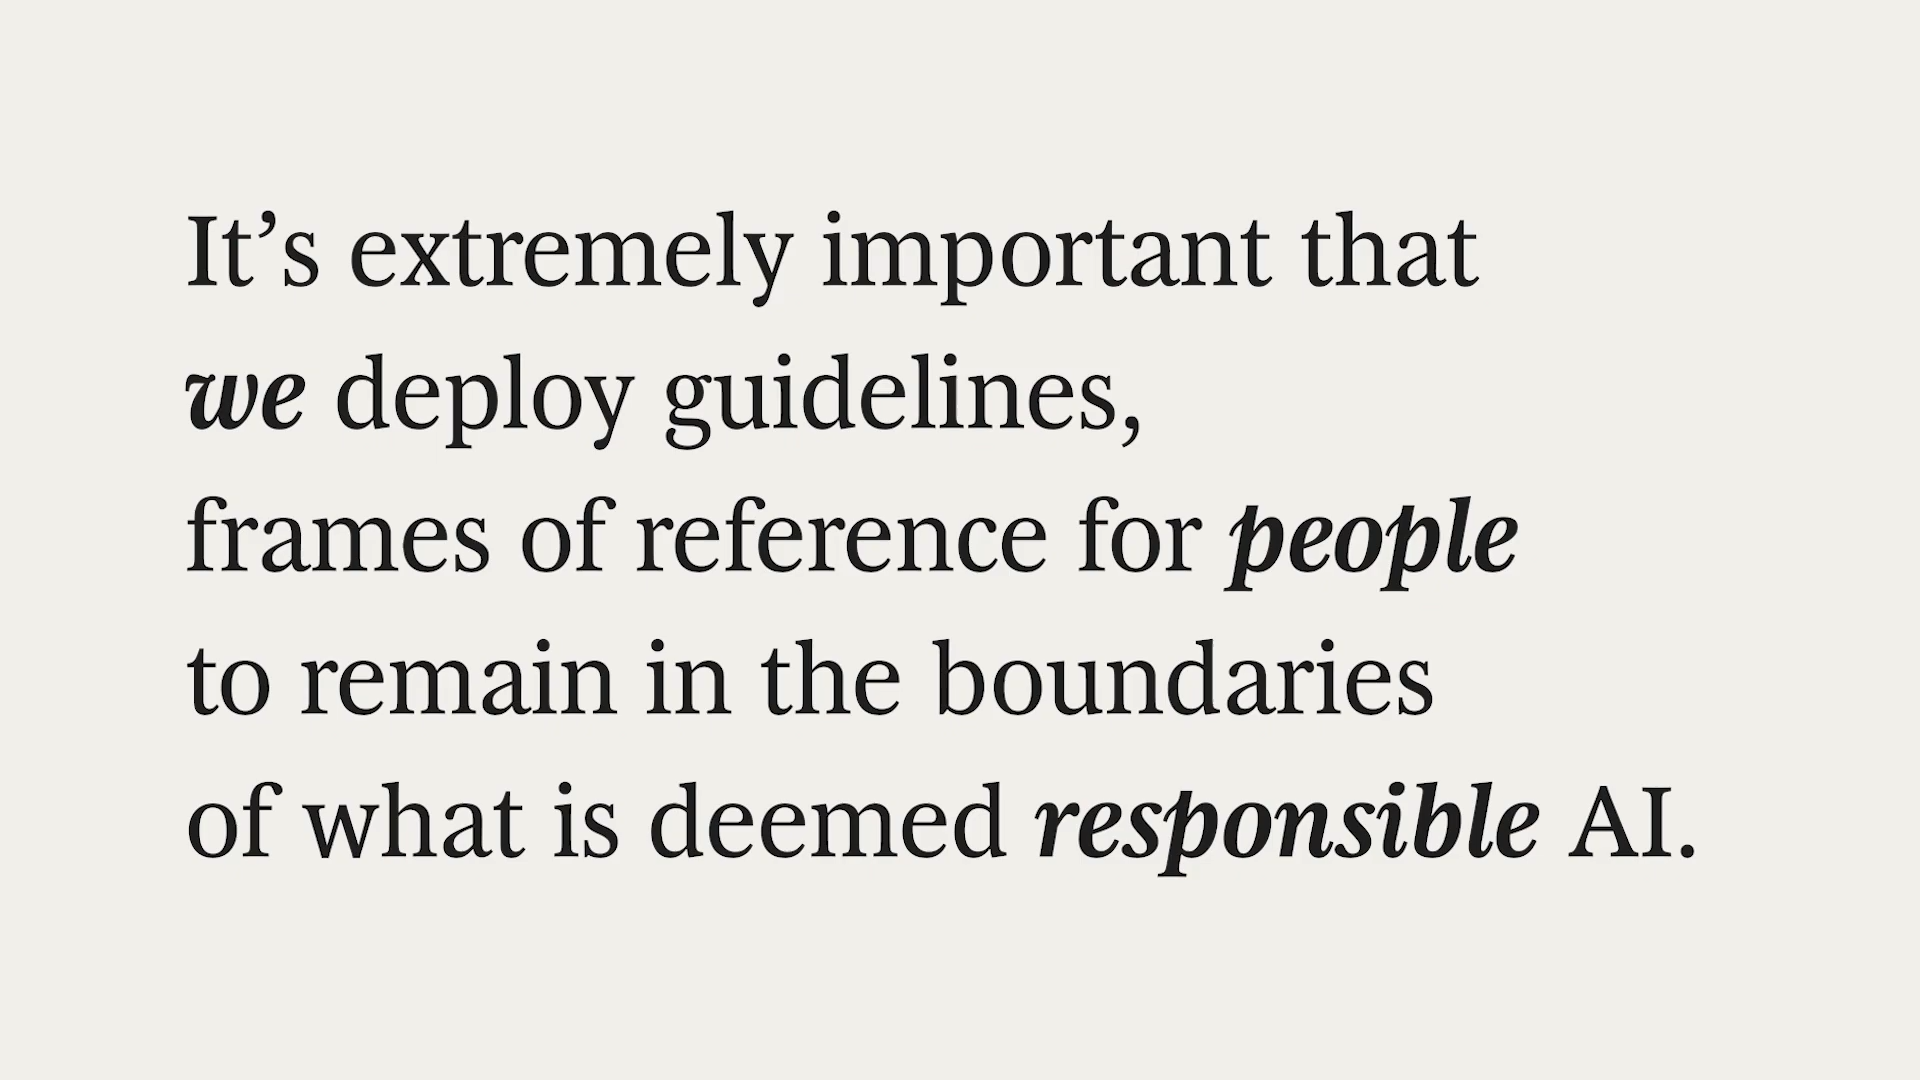 It’s extremely important that
we deploy guidelines,
frames of reference for people
to remain in the boundaries
of what is deemed responsible AI.